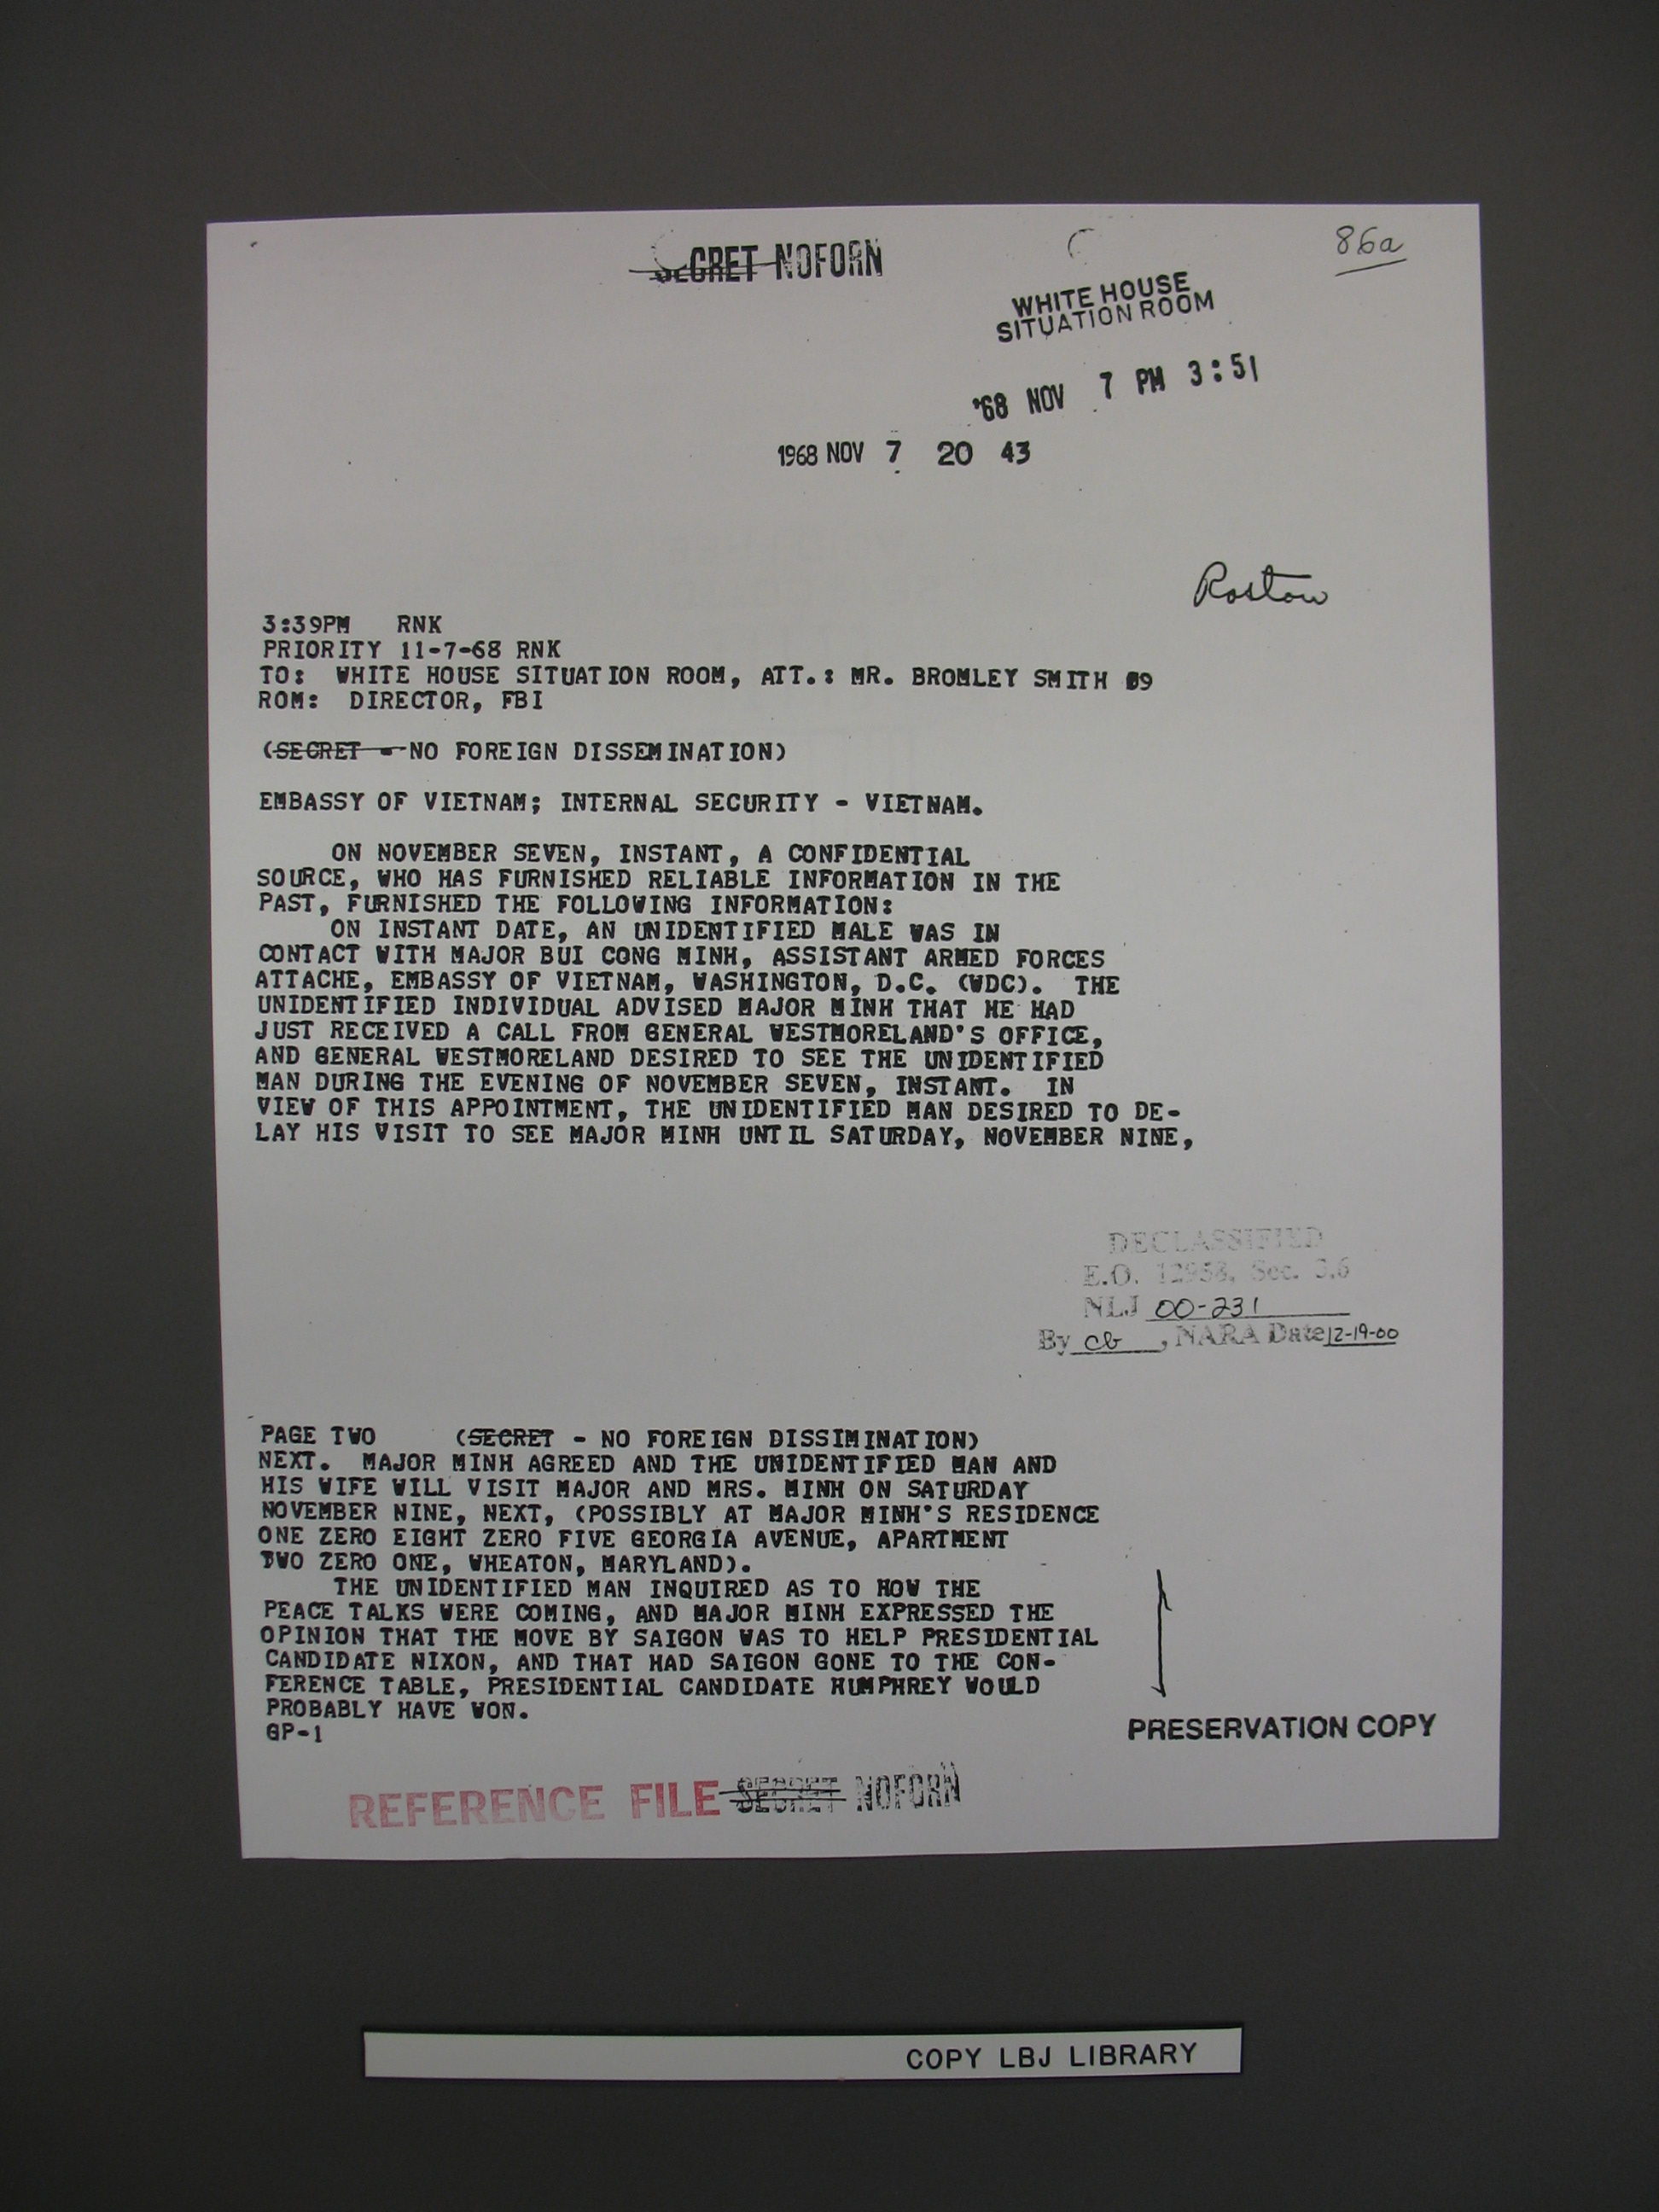 86a
SECRET NOFORN
WHITE HOUSE
SITUATION ROOM
'68 NOV 7 PM 3:51
1968 NOV 7 20 43
Rostow
3:39PM RNK
PRIORITY 11-7-68 RNK
TO: WHITE HOUSE SITUATION ROOM, ATT.: MR. BROMLEY SMITH 09
ROM: DIRECTOR, FBI
(SECRET - NO FOREIGN DISSEMINATION)
EMBASSY OF VIETNAM; INTERNAL SECURITY - VIETNAM.
ON NOVEMBER SEVEN, INSTANT, A CONFIDENTIAL
SOURCE, WHO HAS FURNISHED RELIABLE INFORMATION IN THE
PAST, FURNISHED THE FOLLOWING INFORMATION:
ON INSTANT DATE, AN UNIDENTIFIED MALE WAS IN
CONTACT WITH MAJOR BUI CONG MINH, ASSISTANT ARMED FORCES
ATTACHE, EMBASSY OF VIETNAM, WASHINGTON, D.C. (WDC). THE
UNIDENTIFIED INDIVIDUAL ADVISED MAJOR MINH THAT HE HAD
JUST RECEIVED A CALL FROM GENERAL WESTMORELAND'S OFFICE,
AND GENERAL WESTMORELAND DESIRED TO SEE THE UNIDENTIFIED
MAN DURING THE EVENING OF NOVEMBER SEVEN, INSTANT. IN
VIEW OF THIS APPOINTMENT, THE UNIDENTIFIED MAN DESIRED TO DE-
LAY HIS VISIT TO SEE MAJOR MINH UNTIL SATURDAY, NOVEMBER NINE,
DECLASSIFIED
E.O. 12958, Sec. 3.6
NLJ 00-231
By cb, NARA Date 12-19-00
PAGE TWO (SECRET - NO FOREIGN DISSIMINATION)
NEXT. MAJOR MINH AGREED AND THE UNIDENTIFIED MAN AND
HIS WIFE WILL VISIT MAJOR AND MRS. MINH ON SATURDAY
NOVEMBER NINE, NEXT, (POSSIBLY AT MAJOR MINH'S RESIDENCE
ONE ZERO EIGHT ZERO FIVE GEORGIA AVENUE, APARTMENT
TWO ZERO ONE, WHEATON, MARYLAND).
THE UNIDENTIFIED MAN INQUIRED AS TO HOW THE
PEACE TALKS WERE COMING, AND MAJOR MINH EXPRESSED THE
OPINION THAT THE MOVE BY SAIGON WAS TO HELP PRESIDENTIAL
CANDIDATE NIXON, AND THAT HAD SAIGON GONE TO THE CON-
FERENCE TABLE, PRESIDENTIAL CANDIDATE HUMPHREY WOULD
PROBABLY HAVE WON.
GP-1
PRESERVATION COPY
REFERENCE FILE SECRET NOFORN
COPY LBJ LIBRARY